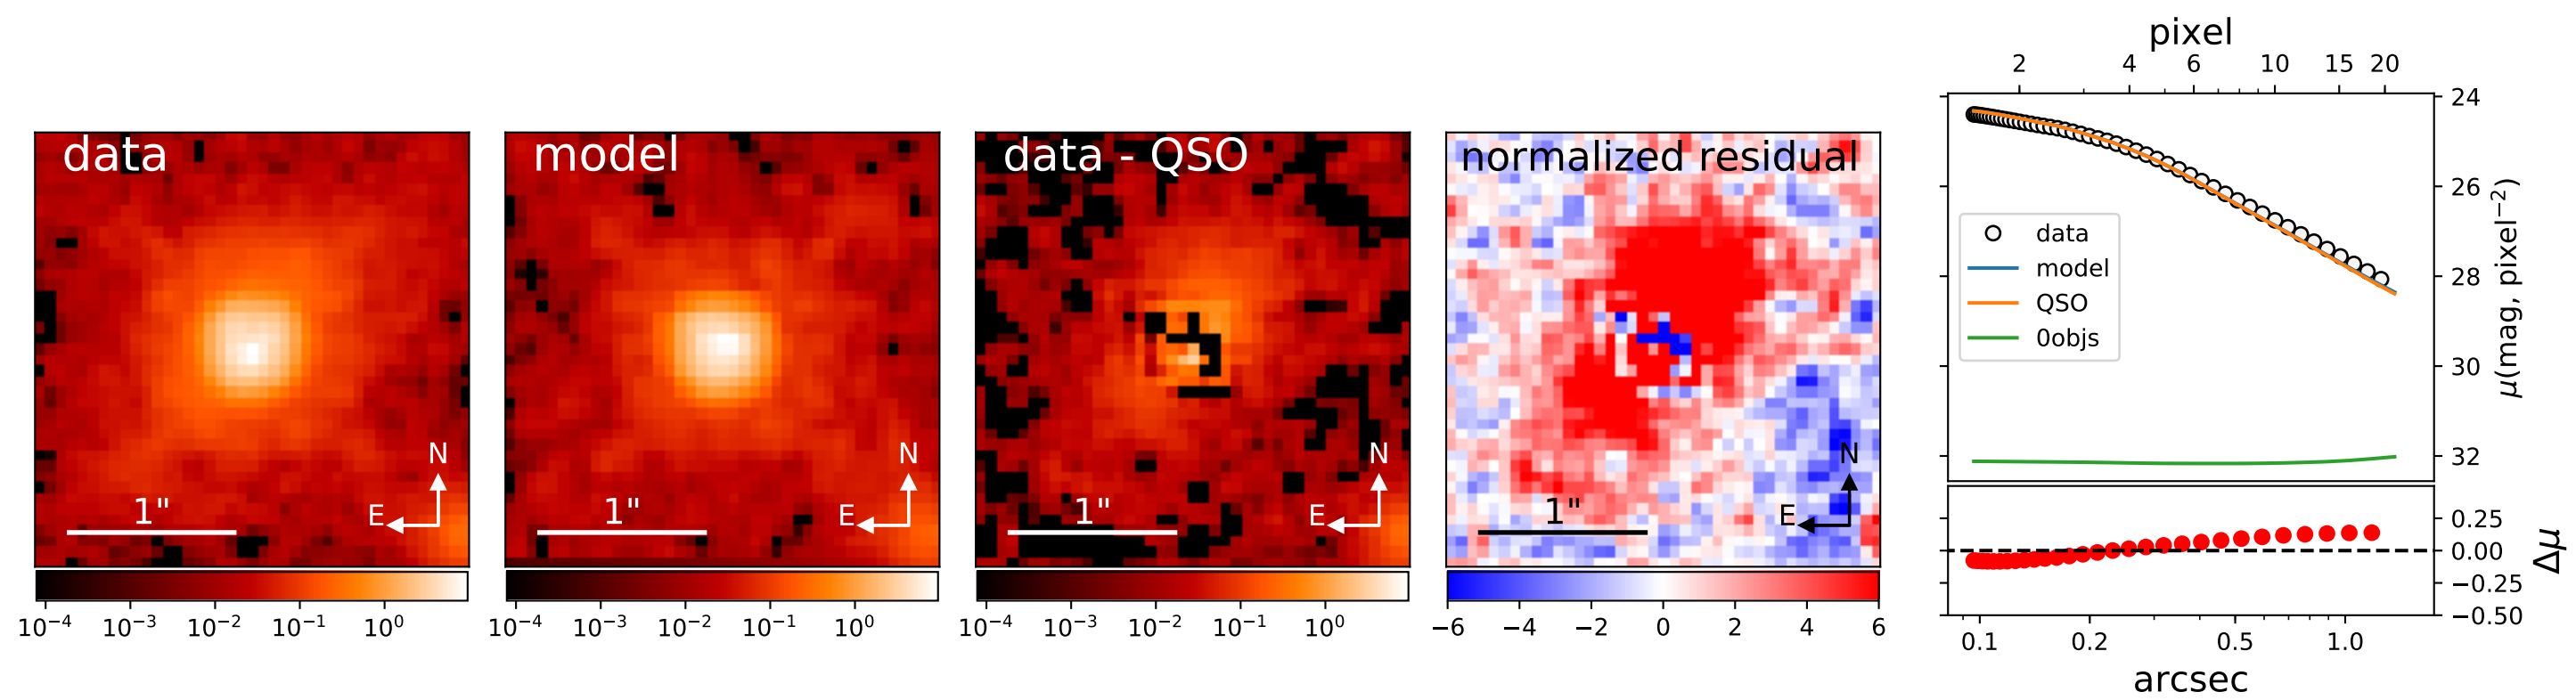 data
N
E
1"
10⁻⁴ 10⁻³ 10⁻² 10⁻¹ 10⁰
model
N
E
1"
10⁻⁴ 10⁻³ 10⁻² 10⁻¹ 10⁰
data - QSO
N
E
1"
10⁻⁴ 10⁻³ 10⁻² 10⁻¹ 10⁰
normalized residual
N
E
1"
−6 −4 −2 0 2 4 6
pixel
2 4 6 10 15 20
24
26
28
30
32
μ(mag, pixel⁻²)
data
model
QSO
0objs
0.25
0.00
−0.25
−0.50
Δμ
0.1 0.2 0.5 1.0
arcsec